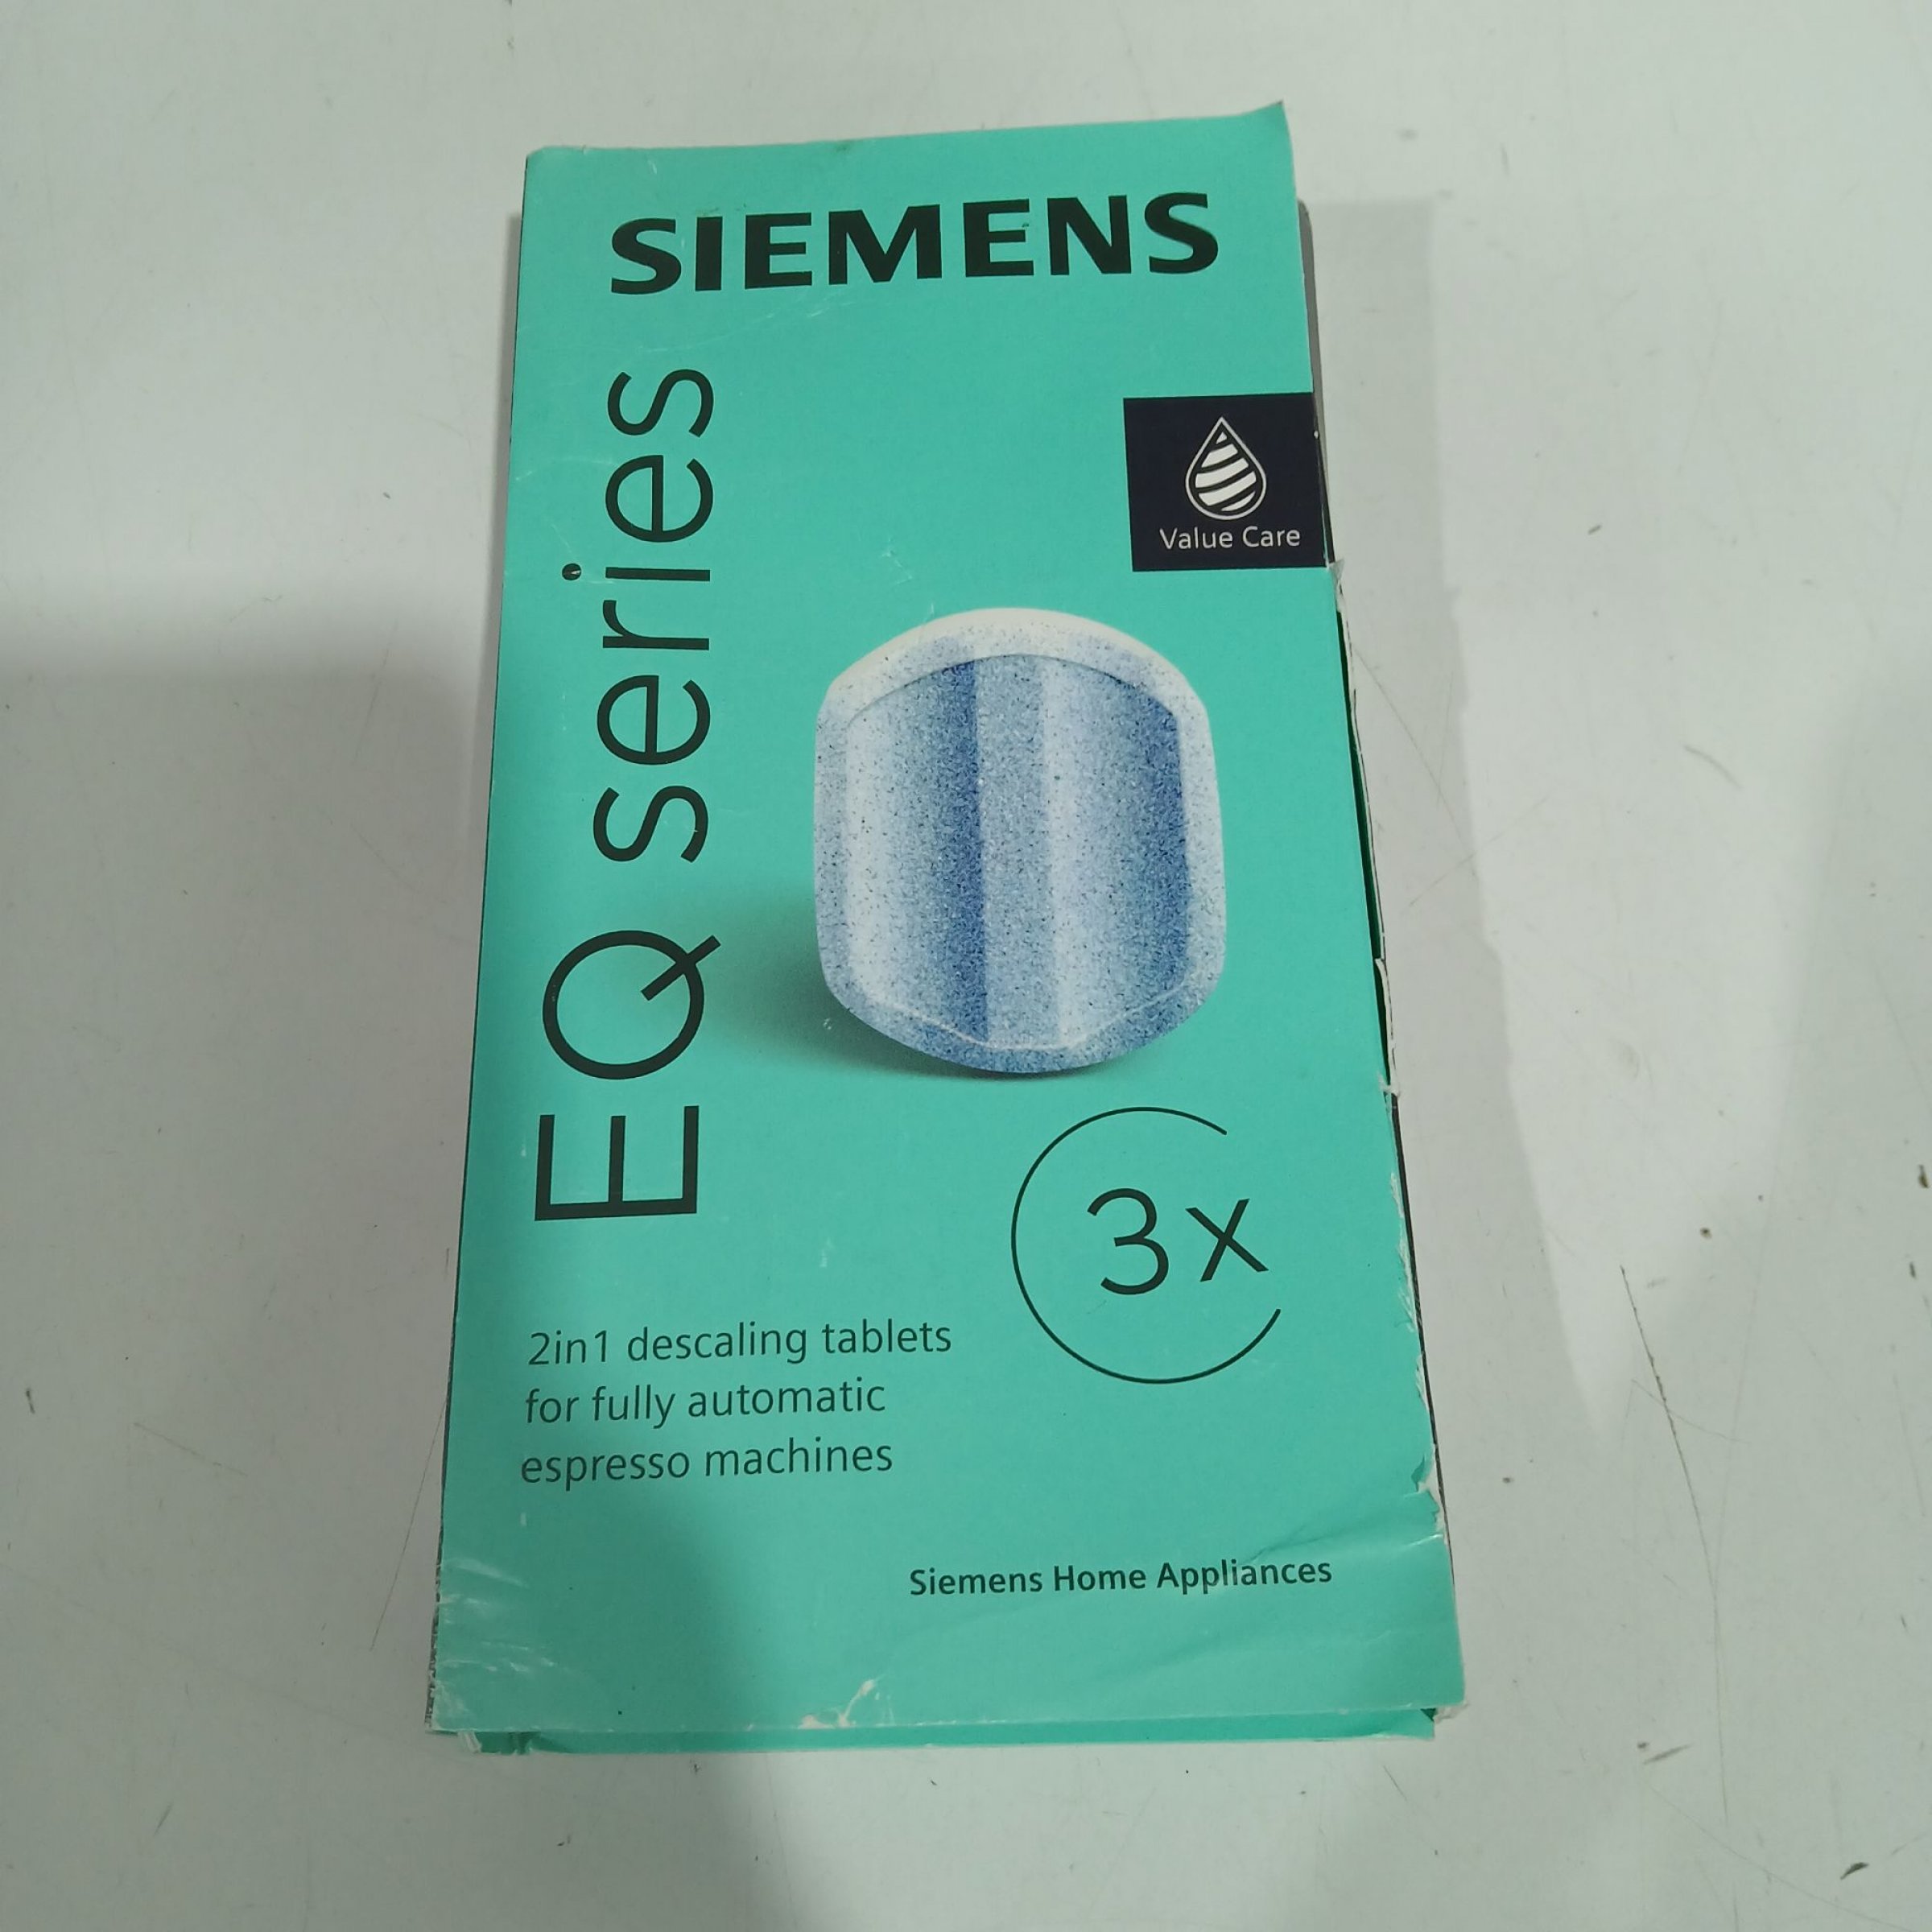 SIEMENS
EQ series
Value Care
3x
2in1 descaling tablets
for fully automatic
espresso machines
Siemens Home Appliances